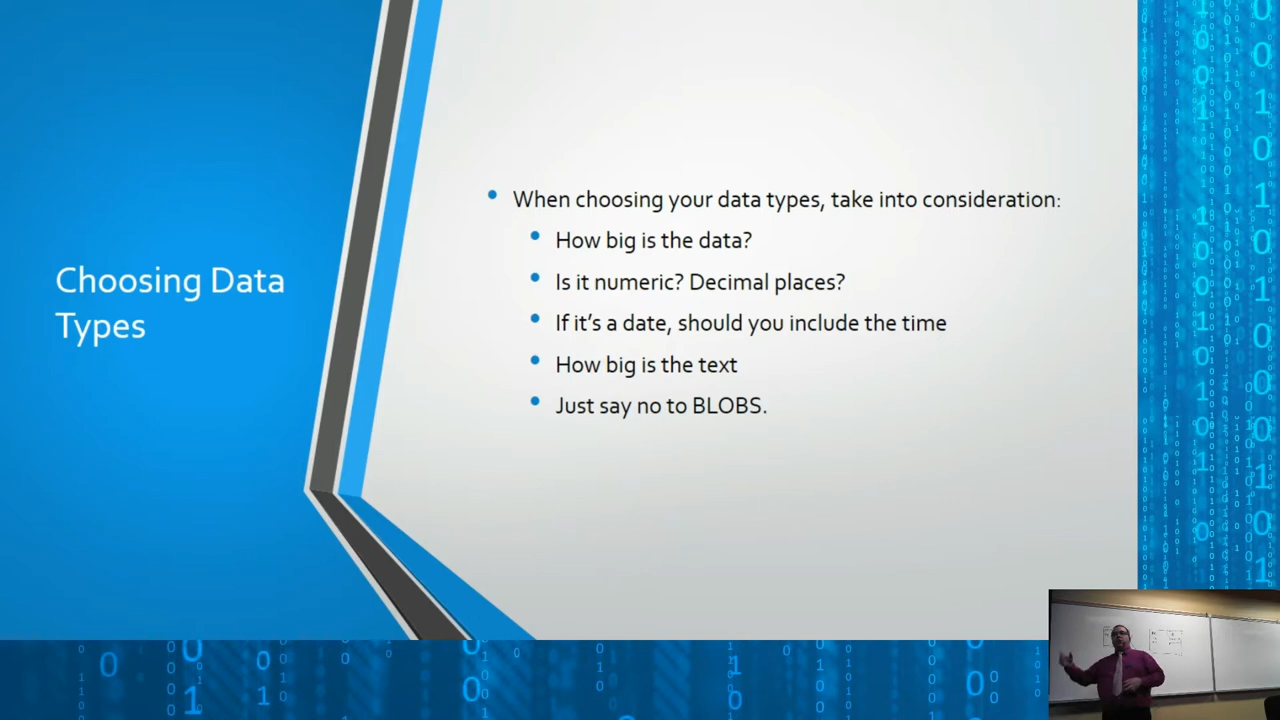 Choosing Data
Types
When choosing your data types, take into consideration:
How big is the data?
Is it numeric? Decimal places?
If it's a date, should you include the time
How big is the text
Just say no to BLOBS.